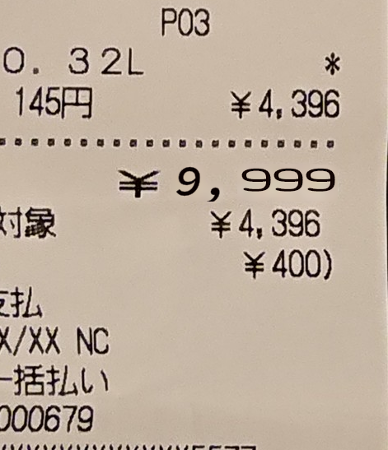 P03
0. 32L *
145円 ¥4,396
¥ 9,999
対象 ¥4,396
¥400)
支払
X/XX NC
一括払い
000679